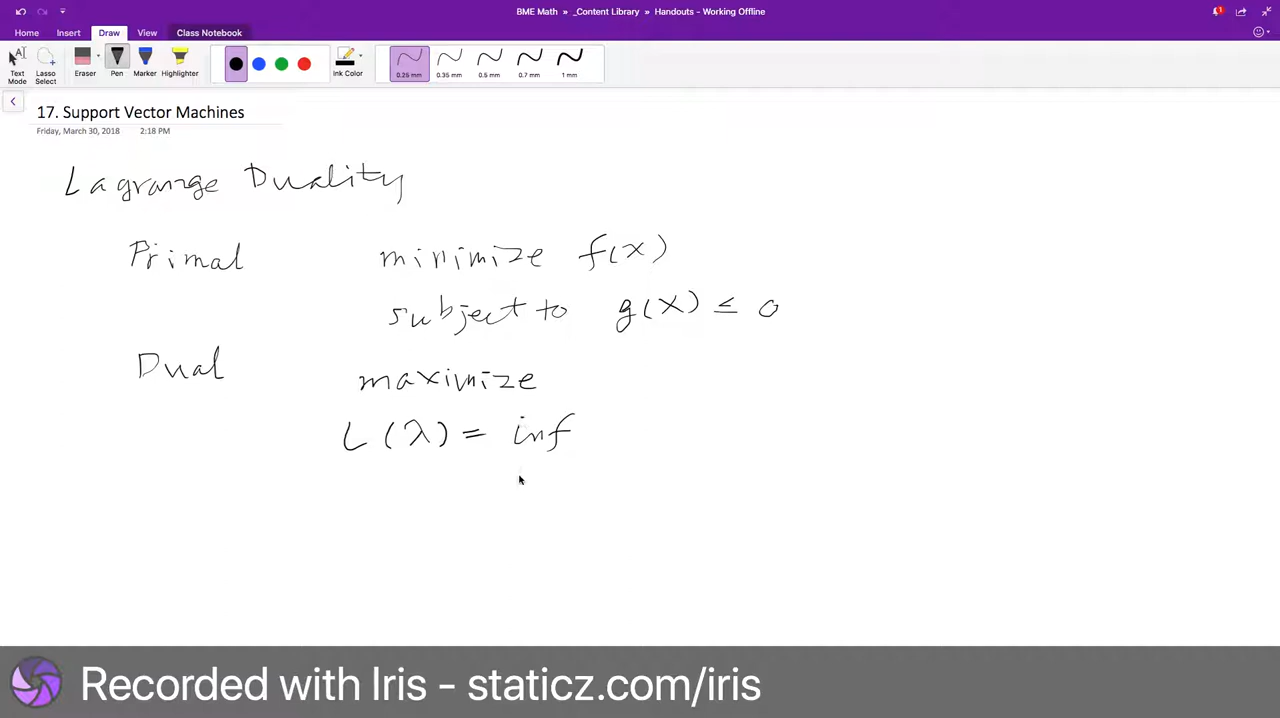 BME Math > _Content Library > Handouts - Working Offline
Home Insert Draw View Class Notebook
Text Mode Lasso Select Eraser Pen Marker Highlighter Ink Color 0.25 mm 0.35 mm 0.5 mm 0.7 mm 1 mm
17. Support Vector Machines
Friday, March 30, 2018 2:18 PM
Lagrange Duality
Primal minimize f(x)
subject to g(x) ≤ 0
Dual maximize
L(λ) = inf
Recorded with Iris - staticz.com/iris